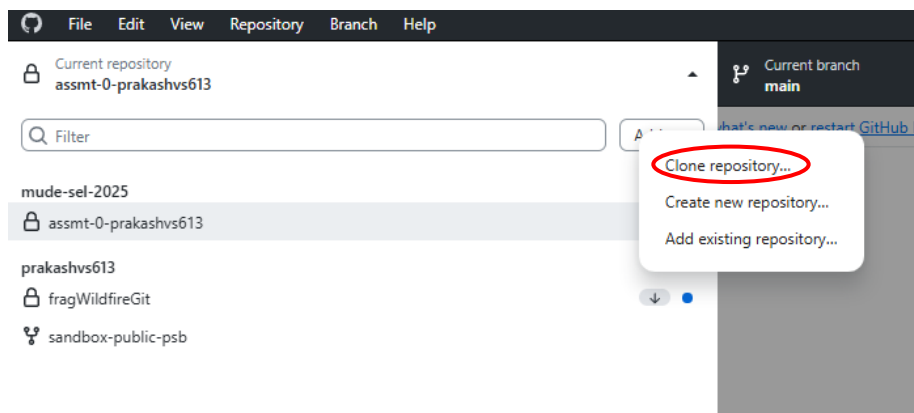 File Edit View Repository Branch Help
Current repository
assmt-0-prakashvs613
Current branch
main
what's new or restart GitHub
Filter
Clone repository...
Create new repository...
Add existing repository...
mude-sel-2025
assmt-0-prakashvs613
prakashvs613
fragWildfireGit
sandbox-public-psb